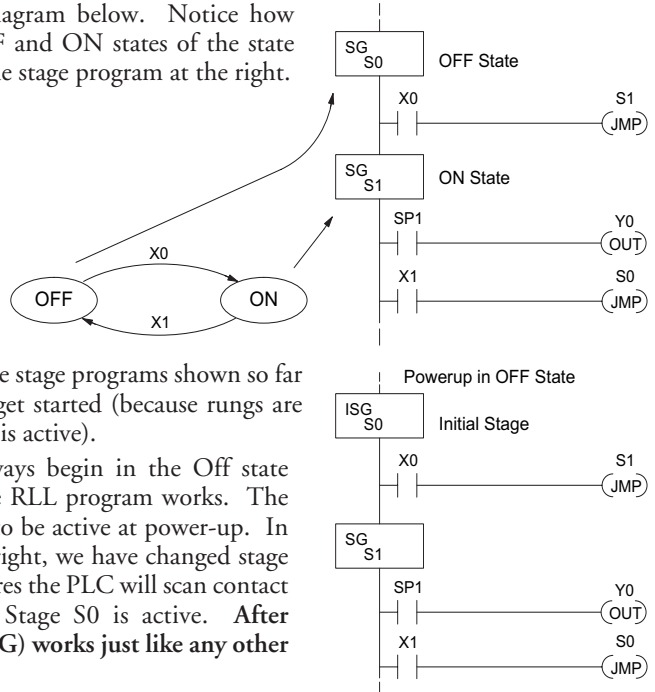 agram below. Notice how
F and ON states of the state
e stage program at the right.
SG
S0
OFF State
X0
S1
JMP
SG
S1
ON State
SP1
Y0
OUT
X1
S0
JMP
X0
OFF
ON
X1
e stage programs shown so far
get started (because rungs are
is active).
ays begin in the Off state
e RLL program works. The
o be active at power-up. In
right, we have changed stage
res the PLC will scan contact
Stage S0 is active. After
G) works just like any other
Powerup in OFF State
ISG
S0
Initial Stage
X0
S1
JMP
SG
S1
SP1
Y0
OUT
X1
S0
JMP